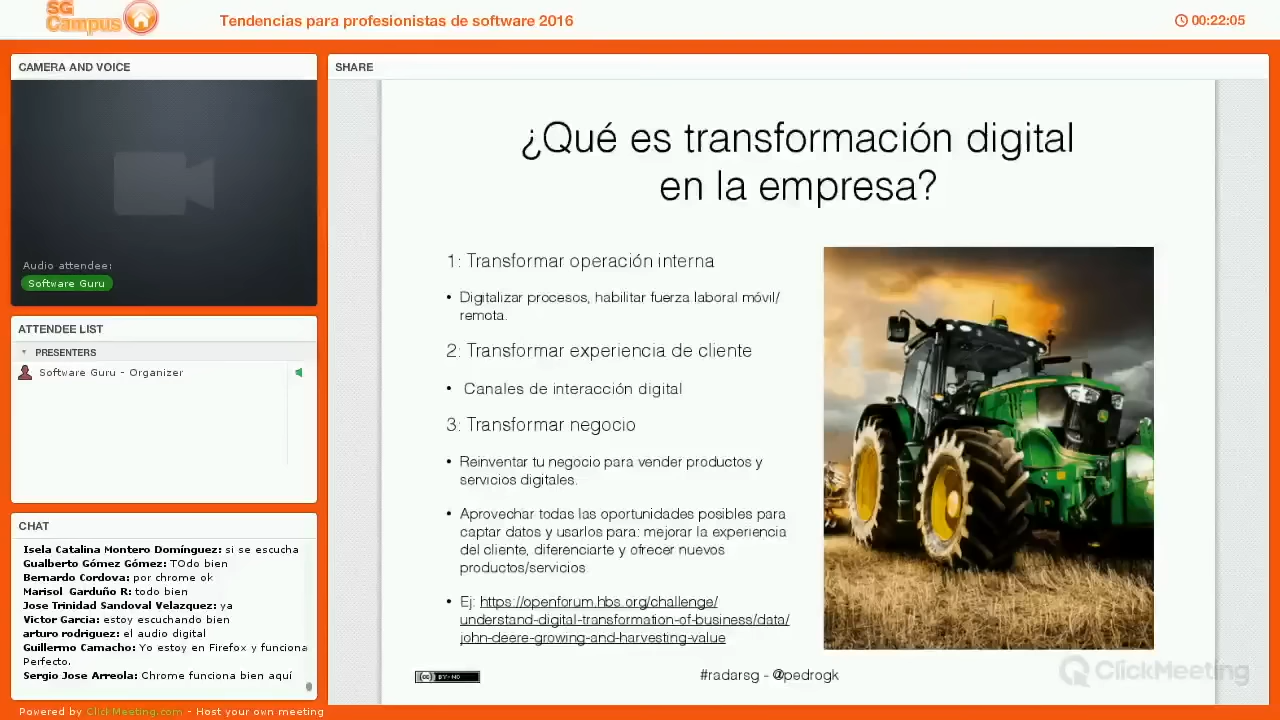 SG
Campus
Tendencias para profesionistas de software 2016
00:22:05
CAMERA AND VOICE
Audio attendee:
Software Guru
ATTENDEE LIST
PRESENTERS
Software Guru - Organizer
CHAT
Isela Catalina Montero Domínguez: si se escucha
Gualberto Gómez Gómez: TOdo bien
Bernardo Cordova: por chrome ok
Marisol Garduño R: todo bien
Jose Trinidad Sandoval Velazquez: ya
Victor Garcia: estoy escuchando bien
arturo rodriguez: el audio digital
Guillermo Camacho: Yo estoy en Firefox y funciona
Perfecto.
Sergio Jose Arreola: Chrome funciona bien aquí
Powered by ClickMeeting.com - Host your own meeting
SHARE
¿Qué es transformación digital
en la empresa?
1: Transformar operación interna
• Digitalizar procesos, habilitar fuerza laboral móvil/
remota.
2: Transformar experiencia de cliente
• Canales de interacción digital
3: Transformar negocio
• Reinventar tu negocio para vender productos y
servicios digitales.
• Aprovechar todas las oportunidades posibles para
captar datos y usarlos para: mejorar la experiencia
del cliente, diferenciarte y ofrecer nuevos
productos/servicios
• Ej: https://openforum.hbs.org/challenge/
understand-digital-transformation-of-business/data/
john-deere-growing-and-harvesting-value
(cc) BY-ND
#radarsg - @pedrogk
ClickMeeting